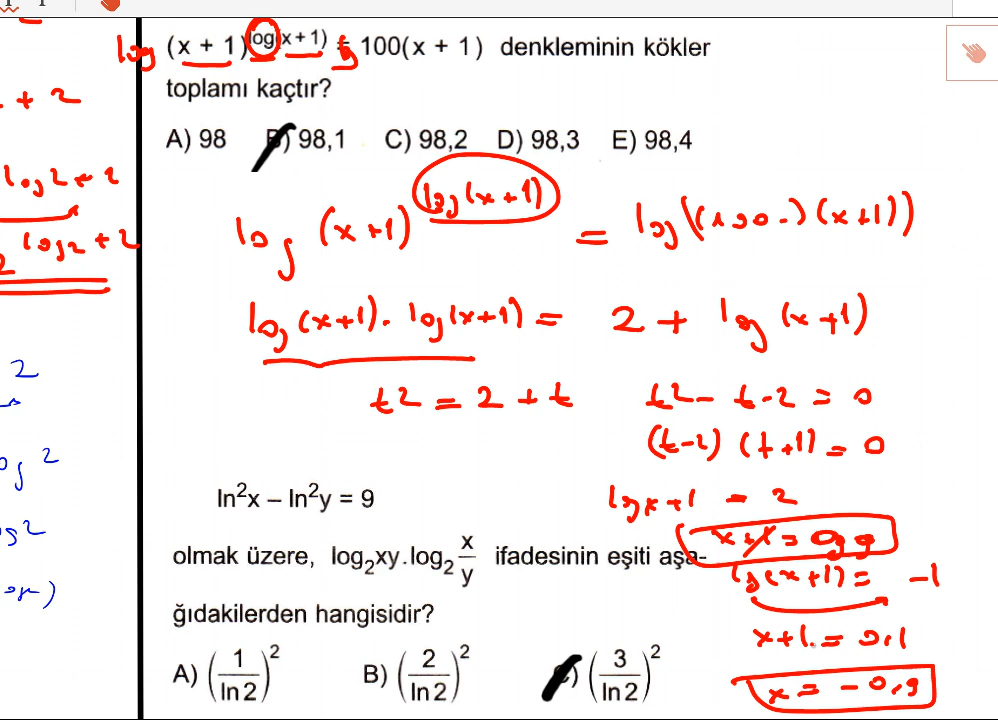 log (x + 1)^log(x + 1) = 100(x + 1) denkleminin kökler
toplamı kaçtır?
A) 98 B) 98,1 C) 98,2 D) 98,3 E) 98,4
+ 2
log2 + 2
log2 + 2
log (x+1)^log(x+1) = log((100)(x+1))
log(x+1). log(x+1) = 2 + log(x+1)
t2 = 2 + t t2 - t - 2 = 0
(t-2) (t+1) = 0
2
ln²x – ln²y = 9
log x+1 = 2
olmak üzere, log₂xy.log₂ x/y ifadesinin eşiti aşa-
log(x+1) = -1
ğıdakilerden hangisidir?
x+1 = 0,1
A) (1/ln2)² B) (2/ln2)² C) (3/ln2)²
x = -0,9